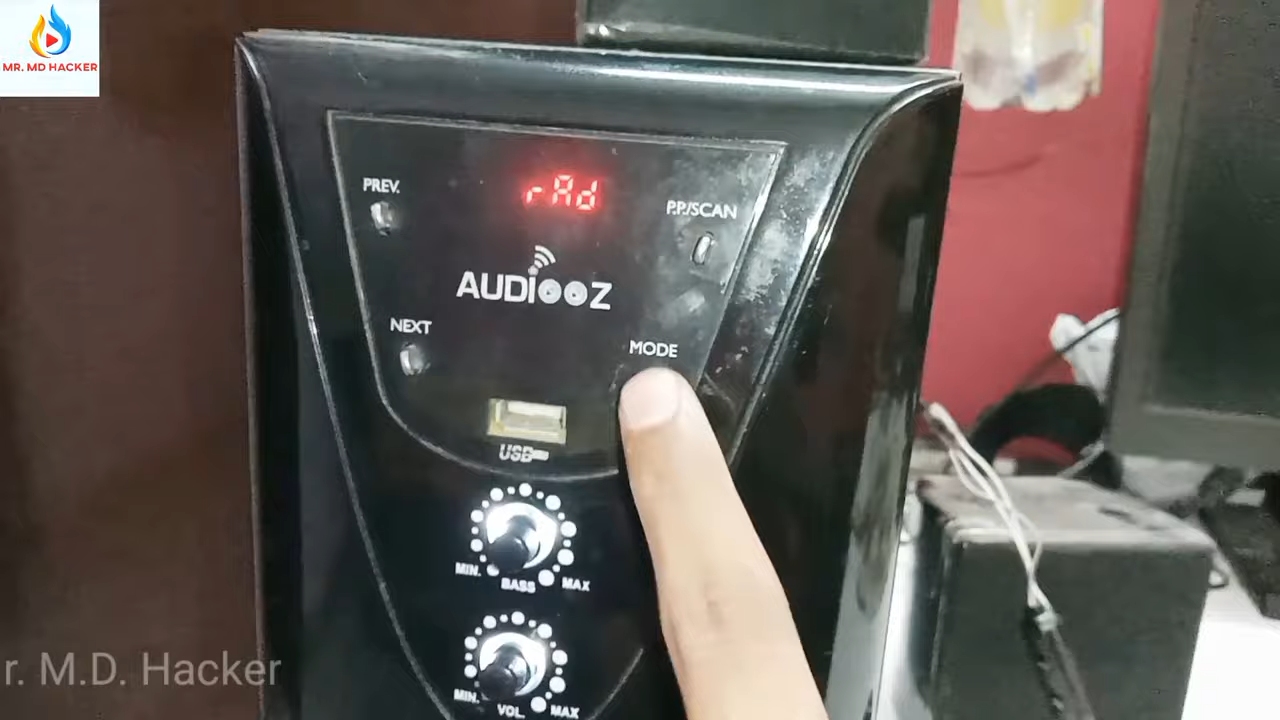 MR. MD HACKER
rAd
PREV.
P.P./SCAN
AUDiooZ
NEXT
MODE
USB
MIN.
BASS
MAX
MIN.
VOL.
MAX
r. M.D. Hacker